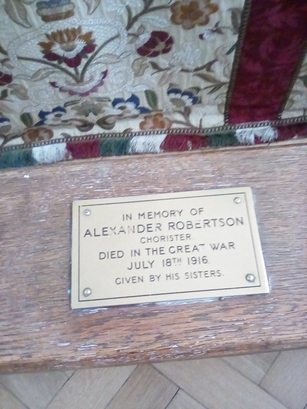 IN MEMORY OF
ALEXANDER ROBERTSON
CHORISTER
DIED IN THE GREAT WAR
JULY 18TH 1916
GIVEN BY HIS SISTERS.